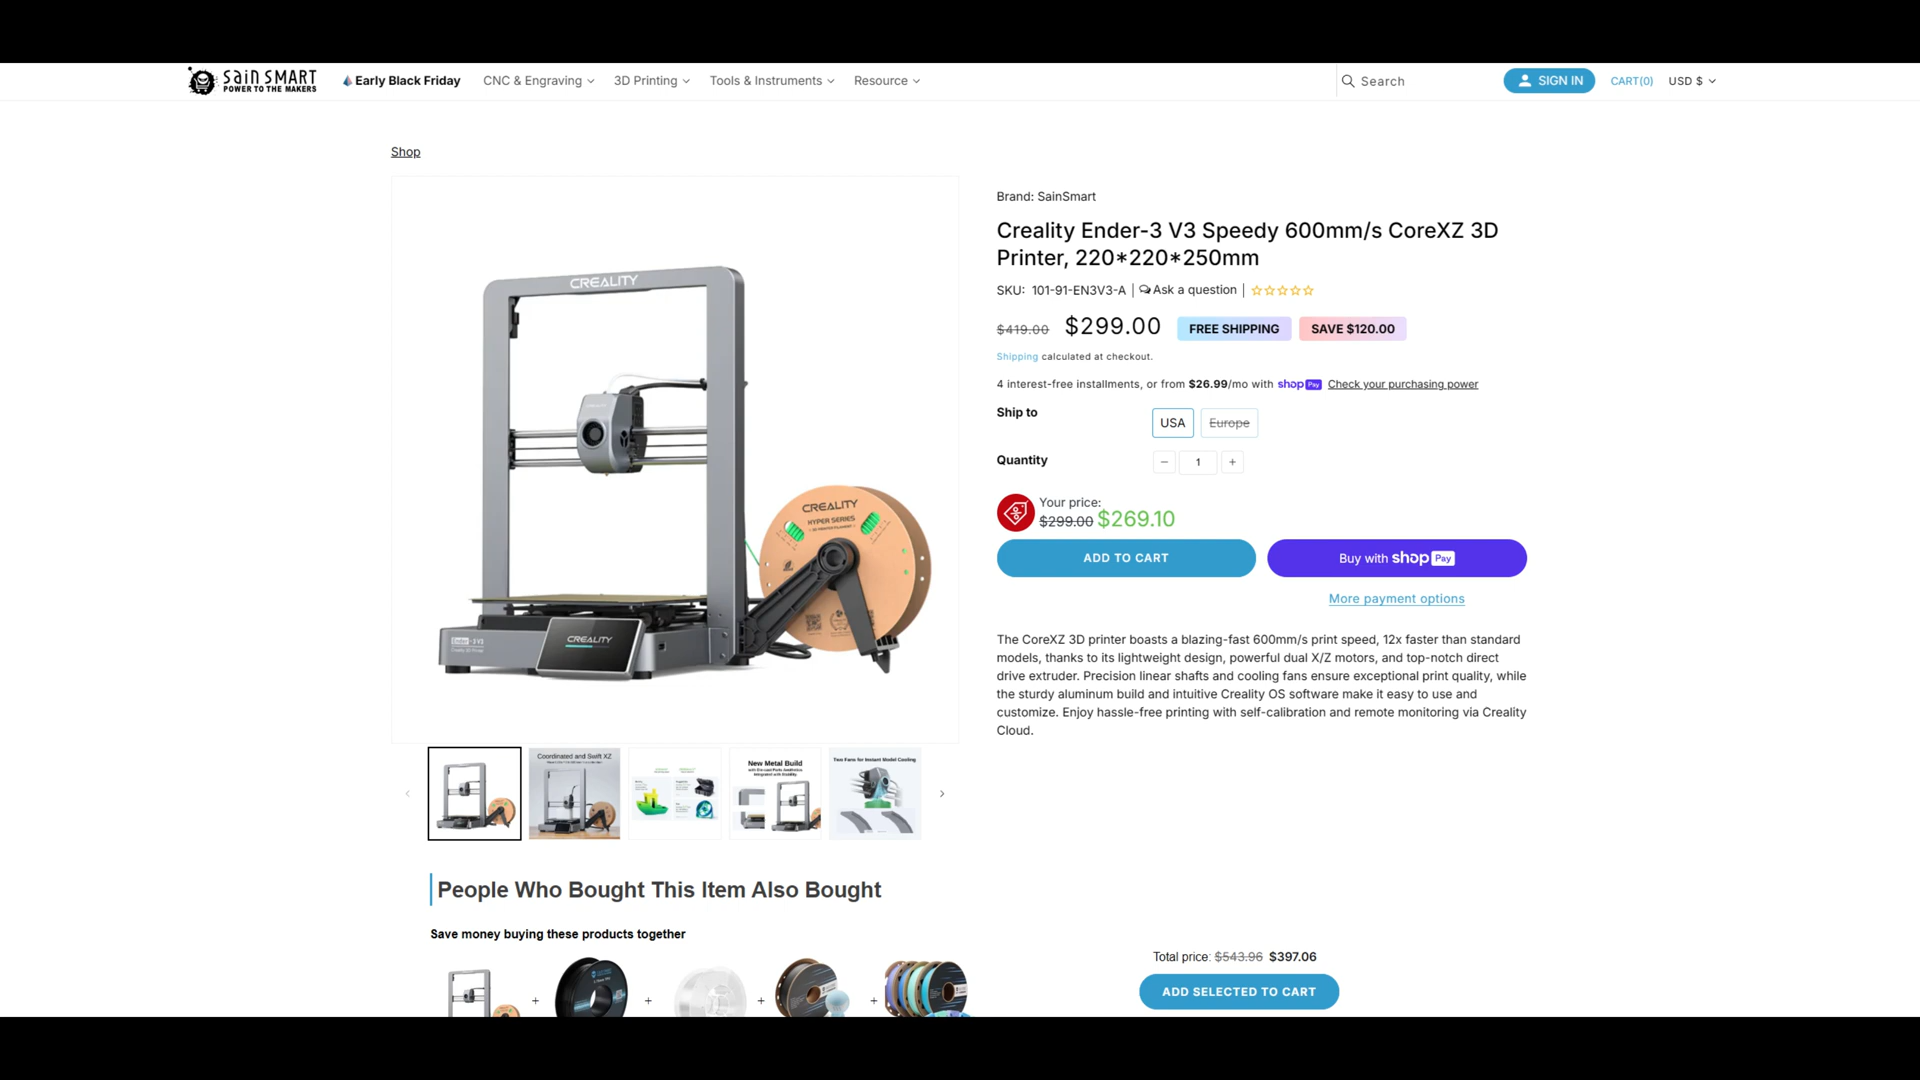 SainSMART
POWER TO THE MAKERS
Early Black Friday
CNC & Engraving
3D Printing
Tools & Instruments
Resource
Search
SIGN IN
CART(0)
USD $
Shop
CREALITY
CREALITY
HYPER SERIES
Ender-3 V3
CREALITY
Brand: SainSmart
Creality Ender-3 V3 Speedy 600mm/s CoreXZ 3D
Printer, 220*220*250mm
SKU: 101-91-EN3V3-A | Ask a question |
$419.00 $299.00 FREE SHIPPING SAVE $120.00
Shipping calculated at checkout.
4 interest-free installments, or from $26.99/mo with shop Pay Check your purchasing power
Ship to
USA
Europe
Quantity
− 1 +
Your price:
$299.00 $269.10
ADD TO CART
Buy with shop Pay
More payment options
The CoreXZ 3D printer boasts a blazing-fast 600mm/s print speed, 12x faster than standard
models, thanks to its lightweight design, powerful dual X/Z motors, and top-notch direct
drive extruder. Precision linear shafts and cooling fans ensure exceptional print quality, while
the sturdy aluminum build and intuitive Creality OS software make it easy to use and
customize. Enjoy hassle-free printing with self-calibration and remote monitoring via Creality
Cloud.
Coordinated and Swift XZ
New Metal Build
Two Fans for Instant Model Cooling
People Who Bought This Item Also Bought
Save money buying these products together
+ + + +
Total price: $543.96 $397.06
ADD SELECTED TO CART